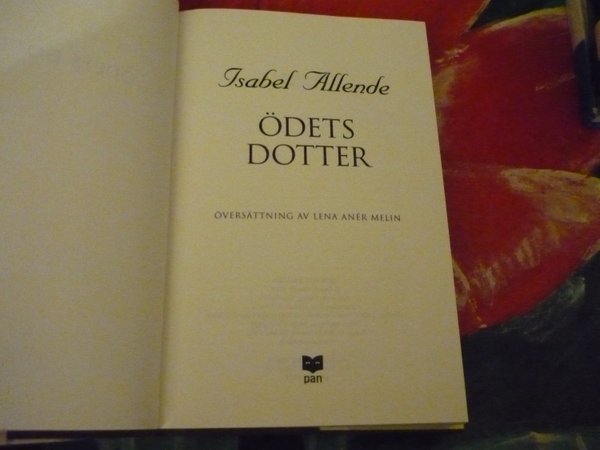 Isabel Allende
ÖDETS
DOTTER
ÖVERSÄTTNING AV LENA ANÉR MELIN
pan